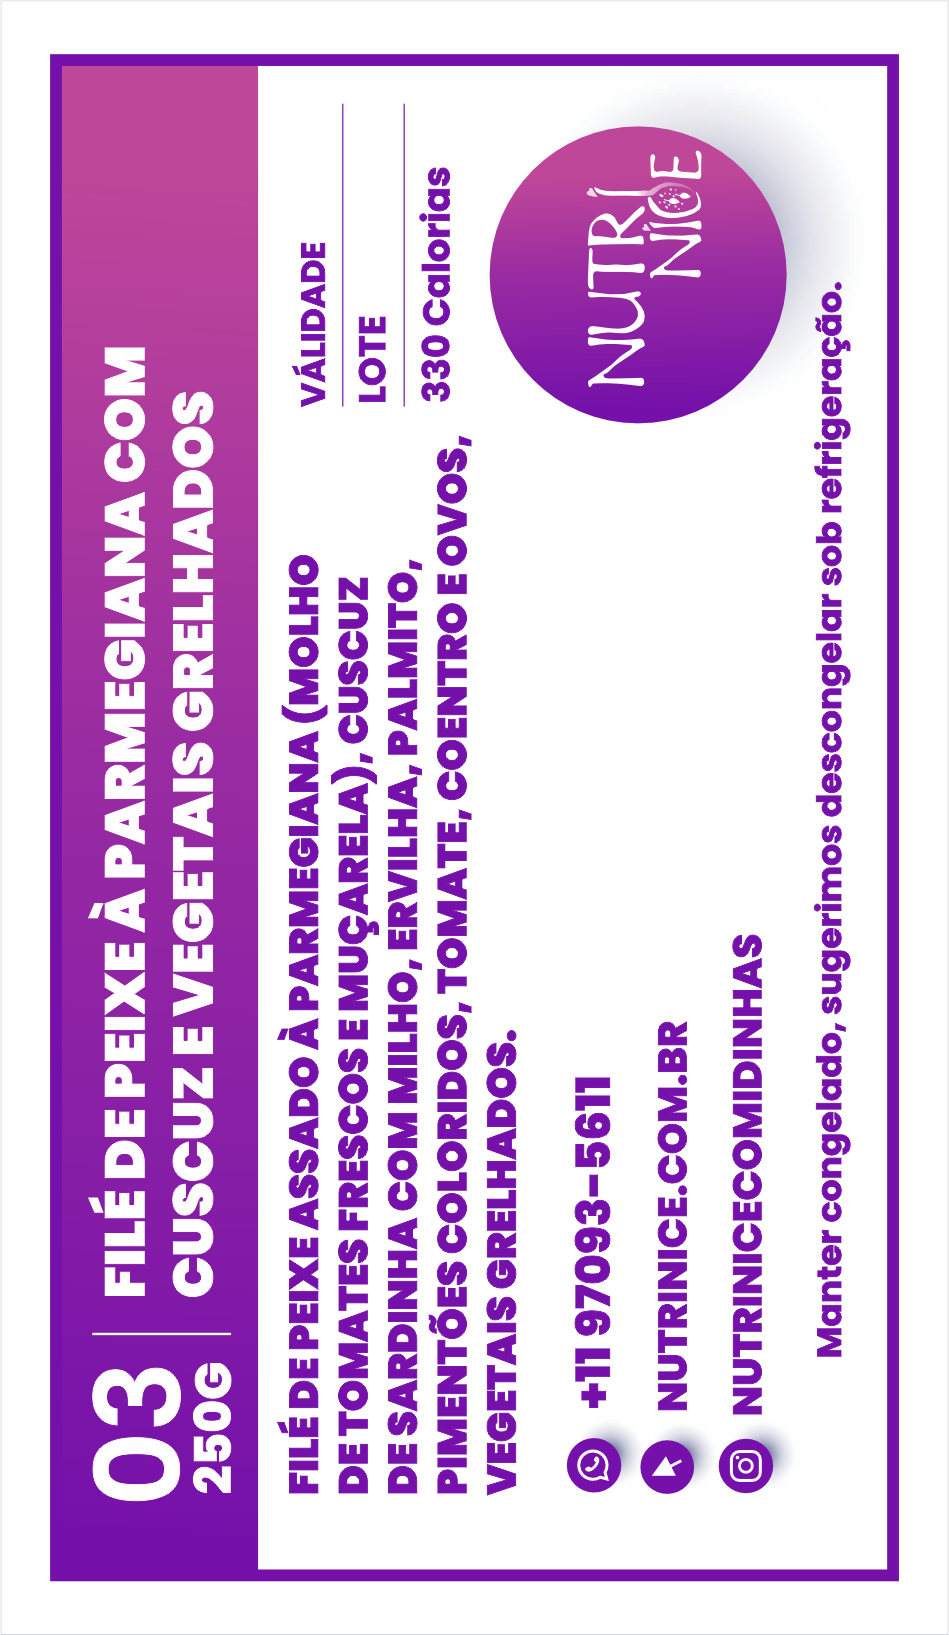 03
250G
FILÉ DE PEIXE À PARMEGIANA COM
CUSCUZ E VEGETAIS GRELHADOS
FILÉ DE PEIXE ASSADO À PARMEGIANA (MOLHO
DE TOMATES FRESCOS E MUÇARELA), CUSCUZ
DE SARDINHA COM MILHO, ERVILHA, PALMITO,
PIMENTÕES COLORIDOS, TOMATE, COENTRO E OVOS,
VEGETAIS GRELHADOS.
VÁLIDADE
LOTE
330 Calorias
+11 97093-5611
NUTRINICE.COM.BR
NUTRINICECOMIDINHAS
NUTRI
NICE
Manter congelado, sugerimos descongelar sob refrigeração.